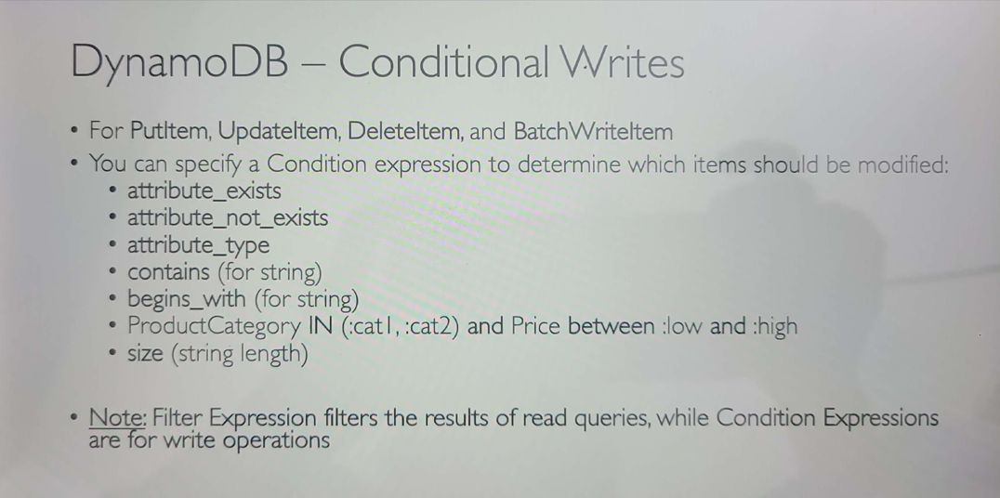 DynamoDB – Conditional Writes
• For PutItem, UpdateItem, DeleteItem, and BatchWriteItem
• You can specify a Condition expression to determine which items should be modified:
• attribute_exists
• attribute_not_exists
• attribute_type
• contains (for string)
• begins_with (for string)
• ProductCategory IN (:cat1, :cat2) and Price between :low and :high
• size (string length)
• Note: Filter Expression filters the results of read queries, while Condition Expressions
are for write operations